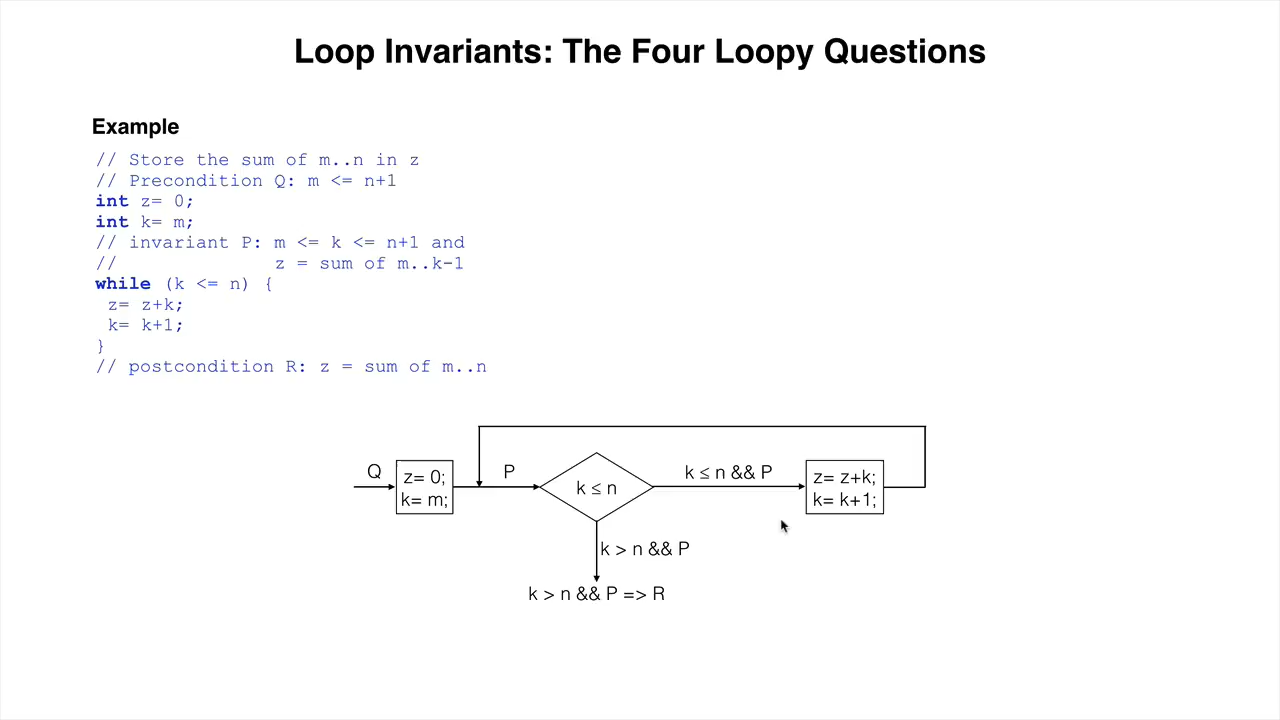 Loop Invariants: The Four Loopy Questions
Example
// Store the sum of m..n in z
// Precondition Q: m <= n+1
int z= 0;
int k= m;
// invariant P: m <= k <= n+1 and
// z = sum of m..k-1
while (k <= n) {
z= z+k;
k= k+1;
}
// postcondition R: z = sum of m..n
Q
z= 0;
k= m;
P
k ≤ n
k ≤ n && P
z= z+k;
k= k+1;
k > n && P
k > n && P => R